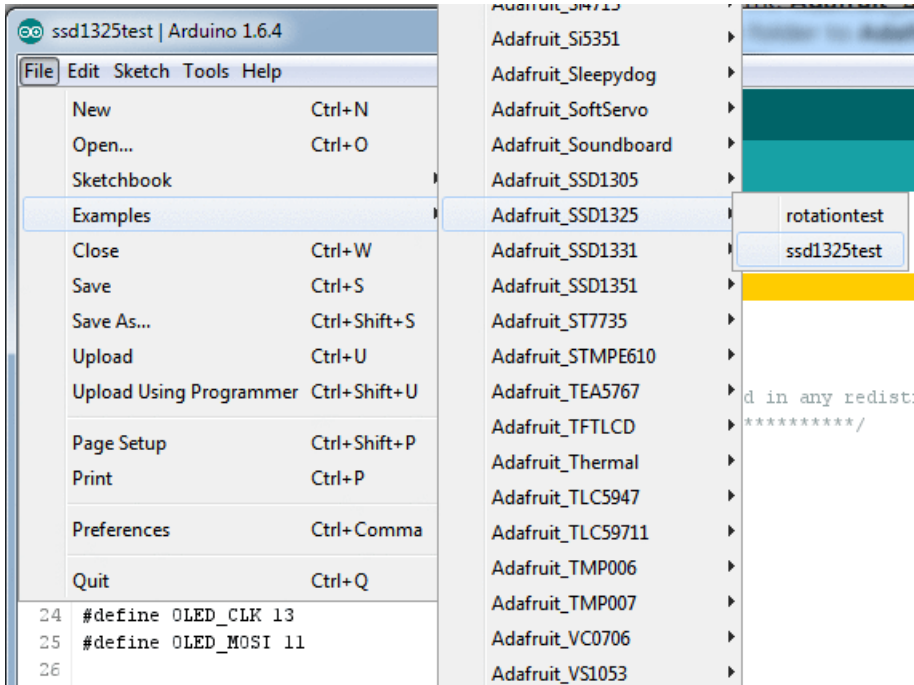 ssd1325test | Arduino 1.6.4
File Edit Sketch Tools Help
New Ctrl+N
Open... Ctrl+O
Sketchbook
Examples
Close Ctrl+W
Save Ctrl+S
Save As... Ctrl+Shift+S
Upload Ctrl+U
Upload Using Programmer Ctrl+Shift+U
Page Setup Ctrl+Shift+P
Print Ctrl+P
Preferences Ctrl+Comma
Quit Ctrl+Q
24 #define OLED_CLK 13
25 #define OLED_MOSI 11
26
Adafruit_Si4713
Adafruit_Si5351
Adafruit_Sleepydog
Adafruit_SoftServo
Adafruit_Soundboard
Adafruit_SSD1305
Adafruit_SSD1325
Adafruit_SSD1331
Adafruit_SSD1351
Adafruit_ST7735
Adafruit_STMPE610
Adafruit_TEA5767
Adafruit_TFTLCD
Adafruit_Thermal
Adafruit_TLC5947
Adafruit_TLC59711
Adafruit_TMP006
Adafruit_TMP007
Adafruit_VC0706
Adafruit_VS1053
rotationtest
ssd1325test
d in any redist
**********/